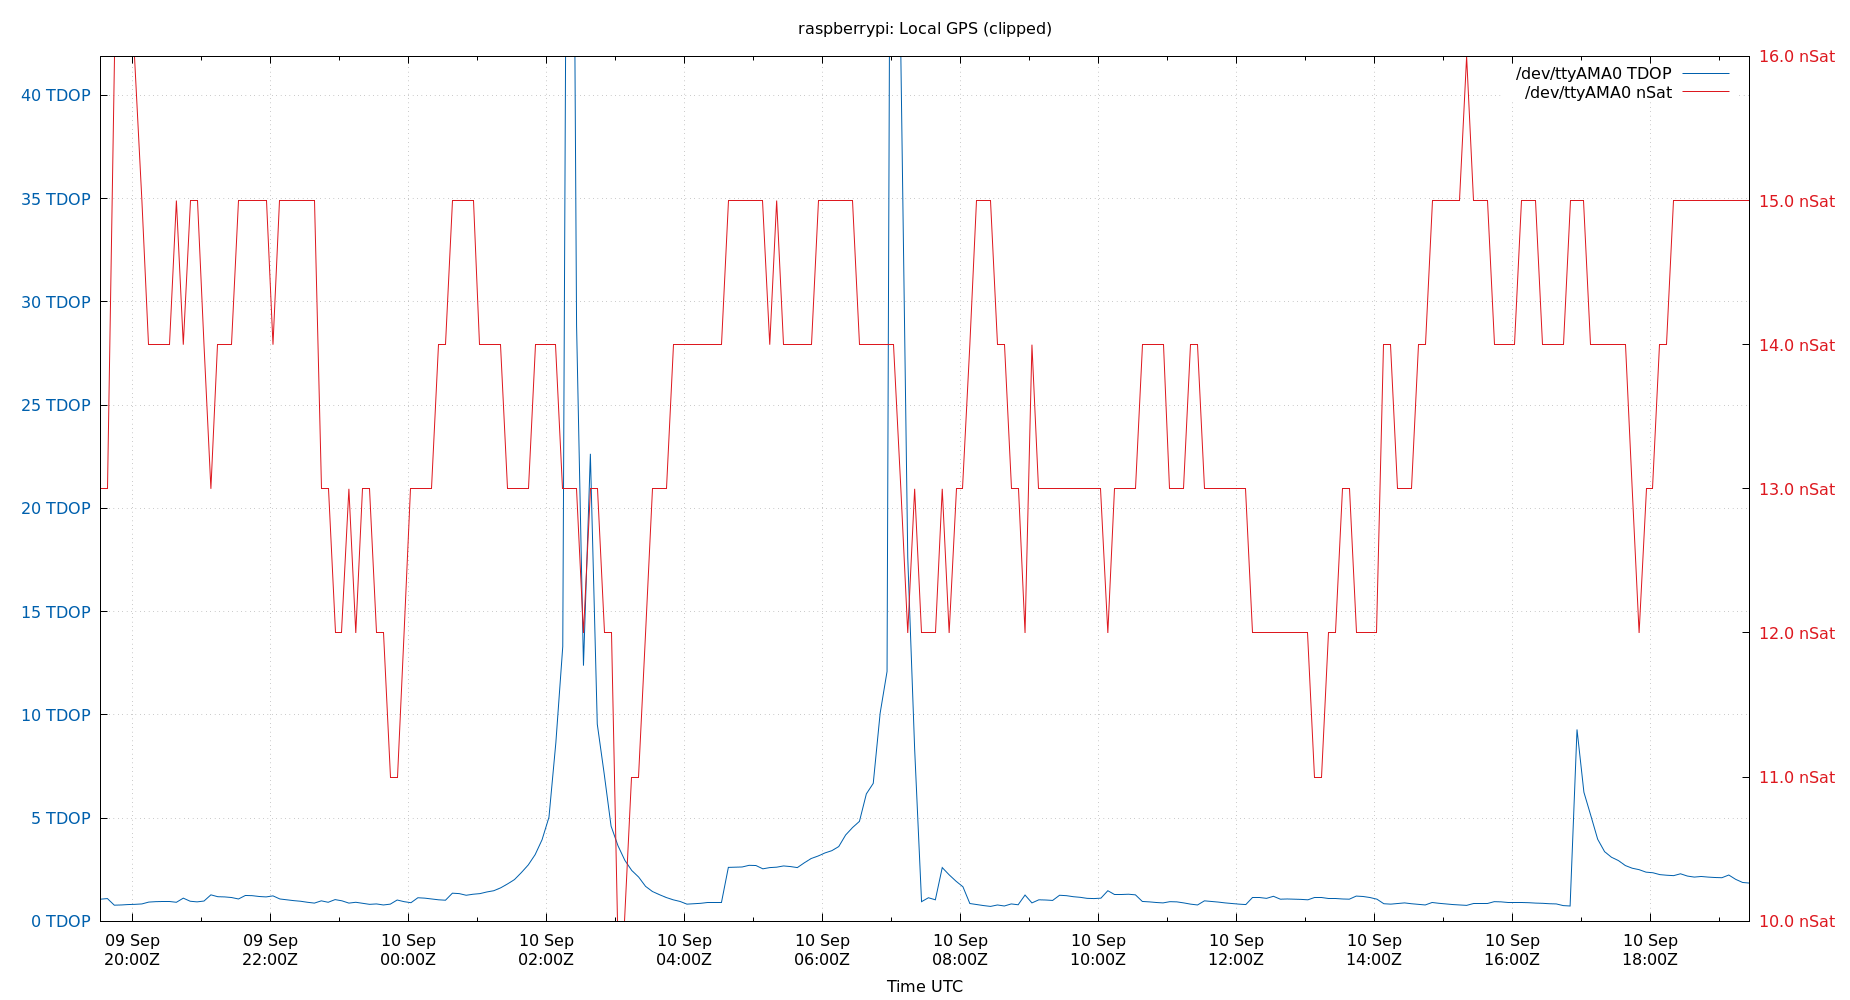 raspberrypi: Local GPS (clipped)
/dev/ttyAMA0 TDOP
/dev/ttyAMA0 nSat
40 TDOP
35 TDOP
30 TDOP
25 TDOP
20 TDOP
15 TDOP
10 TDOP
5 TDOP
0 TDOP
16.0 nSat
15.0 nSat
14.0 nSat
13.0 nSat
12.0 nSat
11.0 nSat
10.0 nSat
09 Sep
20:00Z
09 Sep
22:00Z
10 Sep
00:00Z
10 Sep
02:00Z
10 Sep
04:00Z
10 Sep
06:00Z
10 Sep
08:00Z
10 Sep
10:00Z
10 Sep
12:00Z
10 Sep
14:00Z
10 Sep
16:00Z
10 Sep
18:00Z
Time UTC